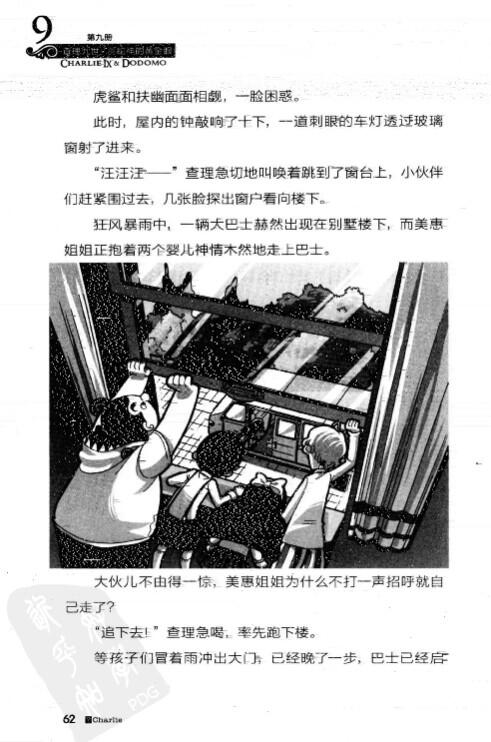 9
第九册
查理九世·
CHARLIE IX & DODOMO
虎鲨和扶幽面面相觑，一脸困惑。
此时，屋内的钟敲响了十下，一道刺眼的车灯透过玻璃
窗射了进来。
“汪汪汪——”查理急切地叫唤着跳到了窗台上，小伙伴
们赶紧围过去，几张脸探出窗户看向楼下。
狂风暴雨中，一辆大巴士赫然出现在别墅楼下，而美惠
姐姐正抱着两个婴儿神情木然地走上巴士。
大伙儿不由得一惊，美惠姐姐为什么不打一声招呼就自
己走了？
“追下去！”查理急喝，率先跑下楼。
等孩子们冒着雨冲出大门，已经晚了一步，巴士已经启
62
Charlie
PDG